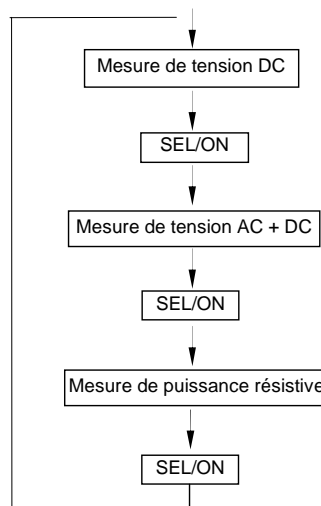 Mesure de tension DC
SEL/ON
Mesure de tension AC + DC
SEL/ON
Mesure de puissance résistive
SEL/ON